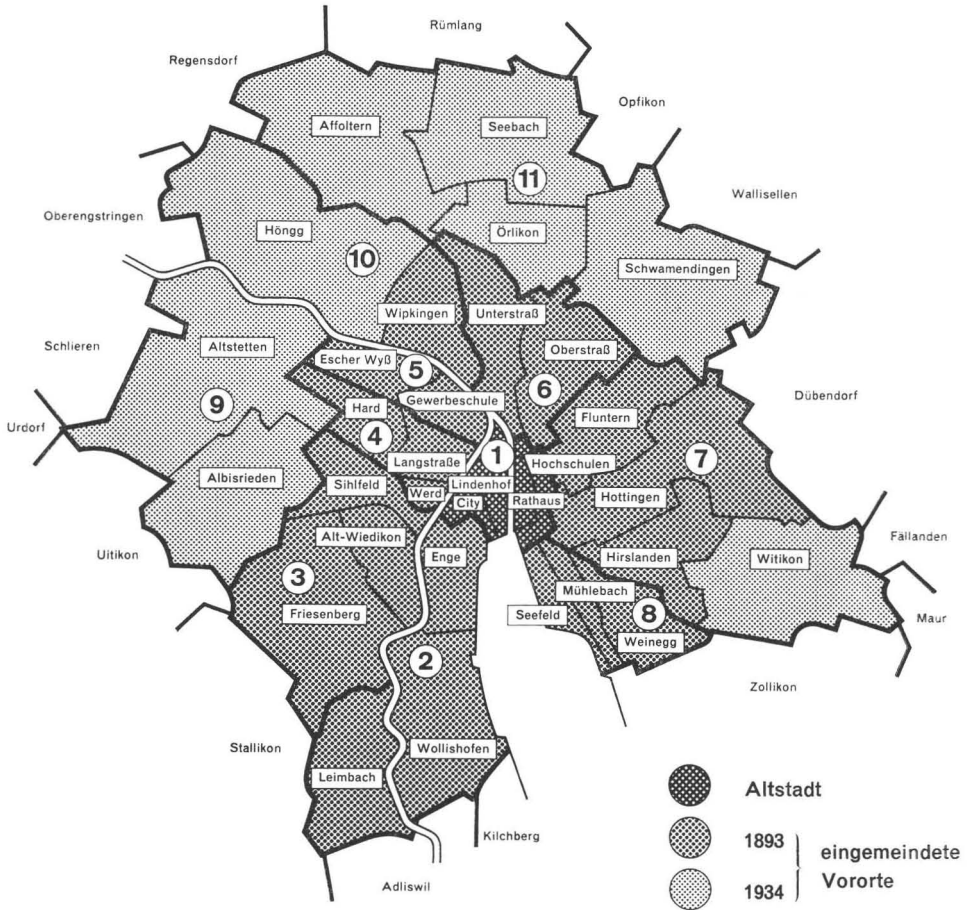 Rümlang
Regensdorf
Opfikon
Affoltern
Seebach
11
Wallisellen
Oberengstringen
Höngg
Örlikon
10
Schwamendingen
Wipkingen
Unterstraß
Schlieren
Altstetten
Escher Wyß
Oberstraß
5
6
Dübendorf
9
Gewerbeschule
Hard
Fluntern
Urdorf
4
1
7
Langstraße
Hochschulen
Albisrieden
Sihlfeld
Werd
Lindenhof
City
Rathaus
Hottingen
Alt-Wiedikon
Fällanden
Uitikon
Enge
Hirslanden
Witikon
3
Mühlebach
Friesenberg
Seefeld
8
Maur
Weinegg
2
Zollikon
Stallikon
Wollishofen
Leimbach
Altstadt
Kilchberg
1893
eingemeindete
Vororte
1934
Adliswil